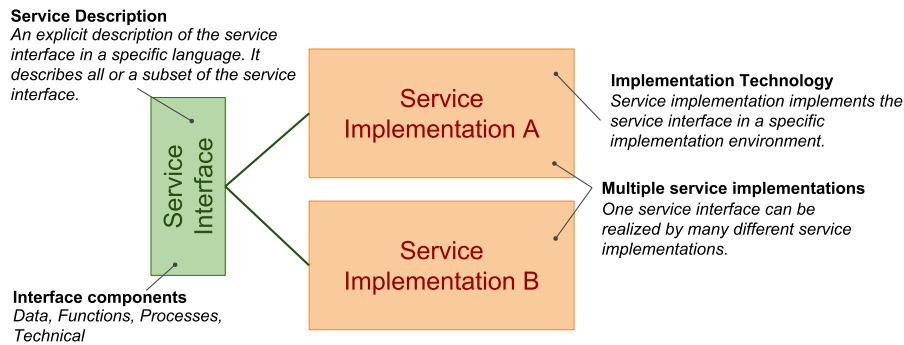 Service Description
An explicit description of the service
interface in a specific language. It
describes all or a subset of the service
interface.
Service
Interface
Interface components
Data, Functions, Processes,
Technical
Service
Implementation A
Service
Implementation B
Implementation Technology
Service implementation implements the
service interface in a specific
implementation environment.
Multiple service implementations
One service interface can be
realized by many different service
implementations.